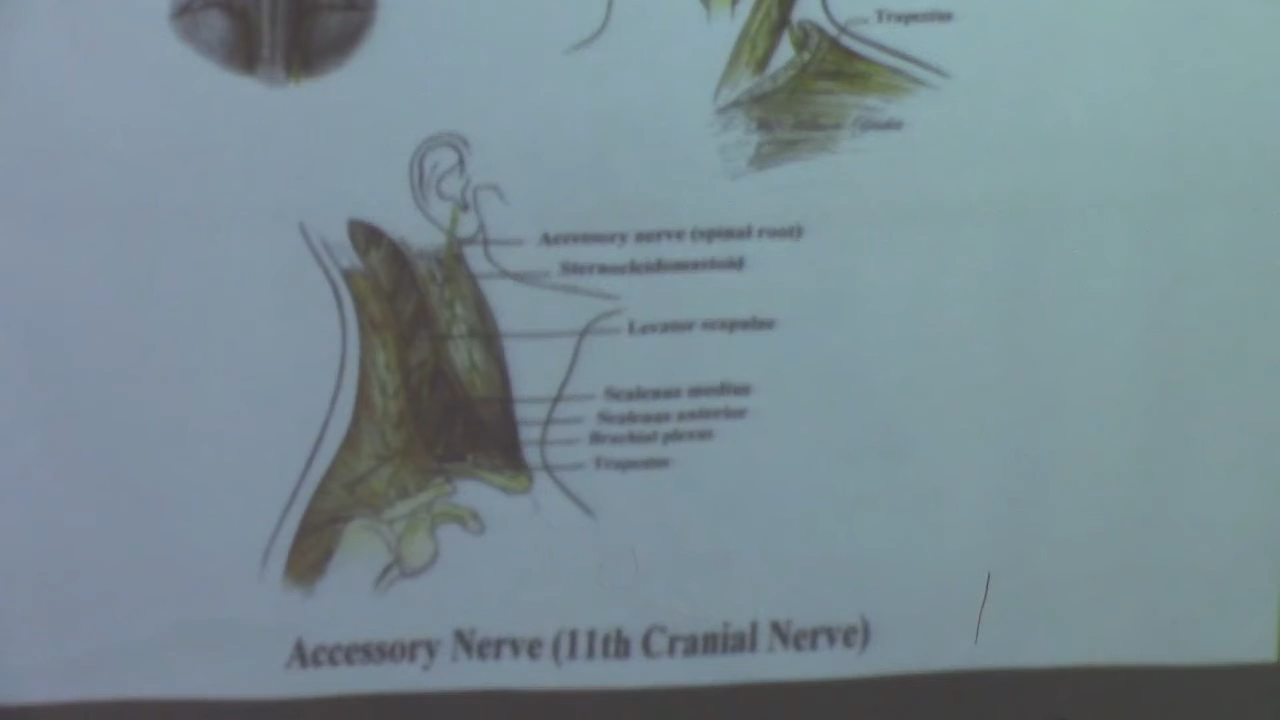 Trapezius
Accessory nerve (spinal root)
Sternocleidomastoid
Levator scapulae
Scalenus medius
Scalenus anterior
Brachial plexus
Trapezius
Accessory Nerve (11th Cranial Nerve)